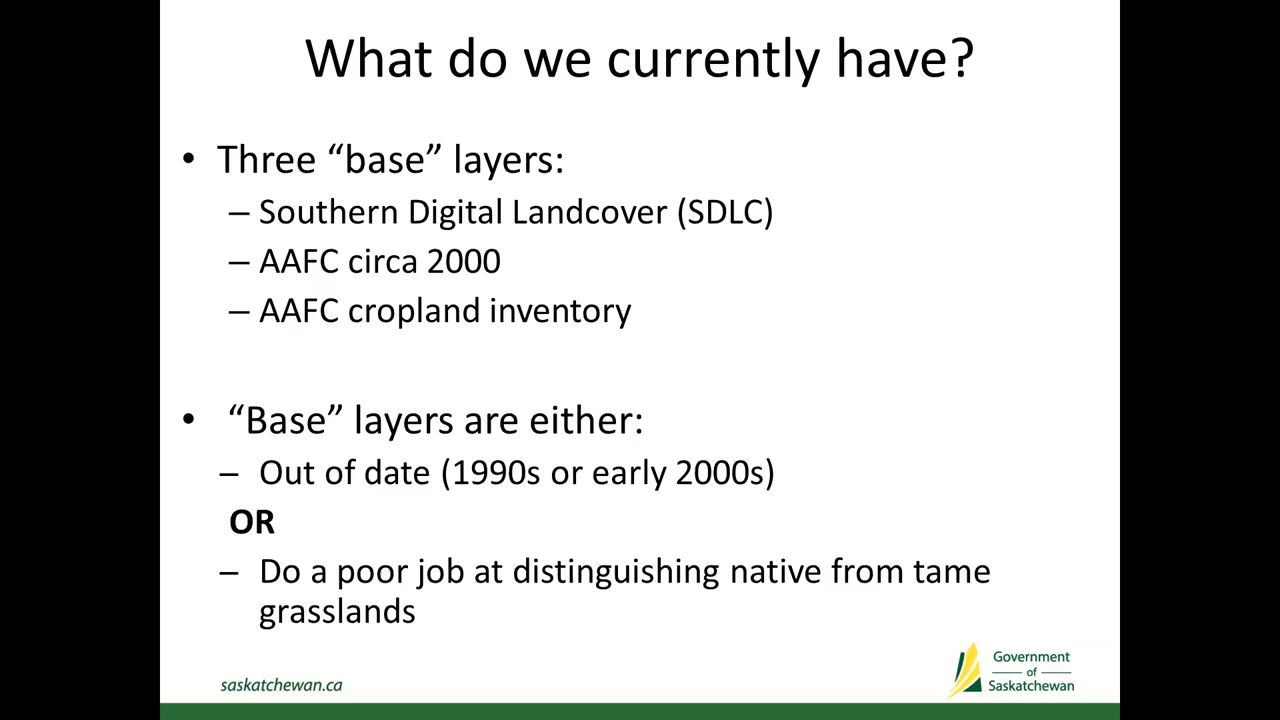 What do we currently have?
• Three “base” layers:
– Southern Digital Landcover (SDLC)
– AAFC circa 2000
– AAFC cropland inventory
• “Base” layers are either:
– Out of date (1990s or early 2000s)
OR
– Do a poor job at distinguishing native from tame
grasslands
saskatchewan.ca
Government
of
Saskatchewan